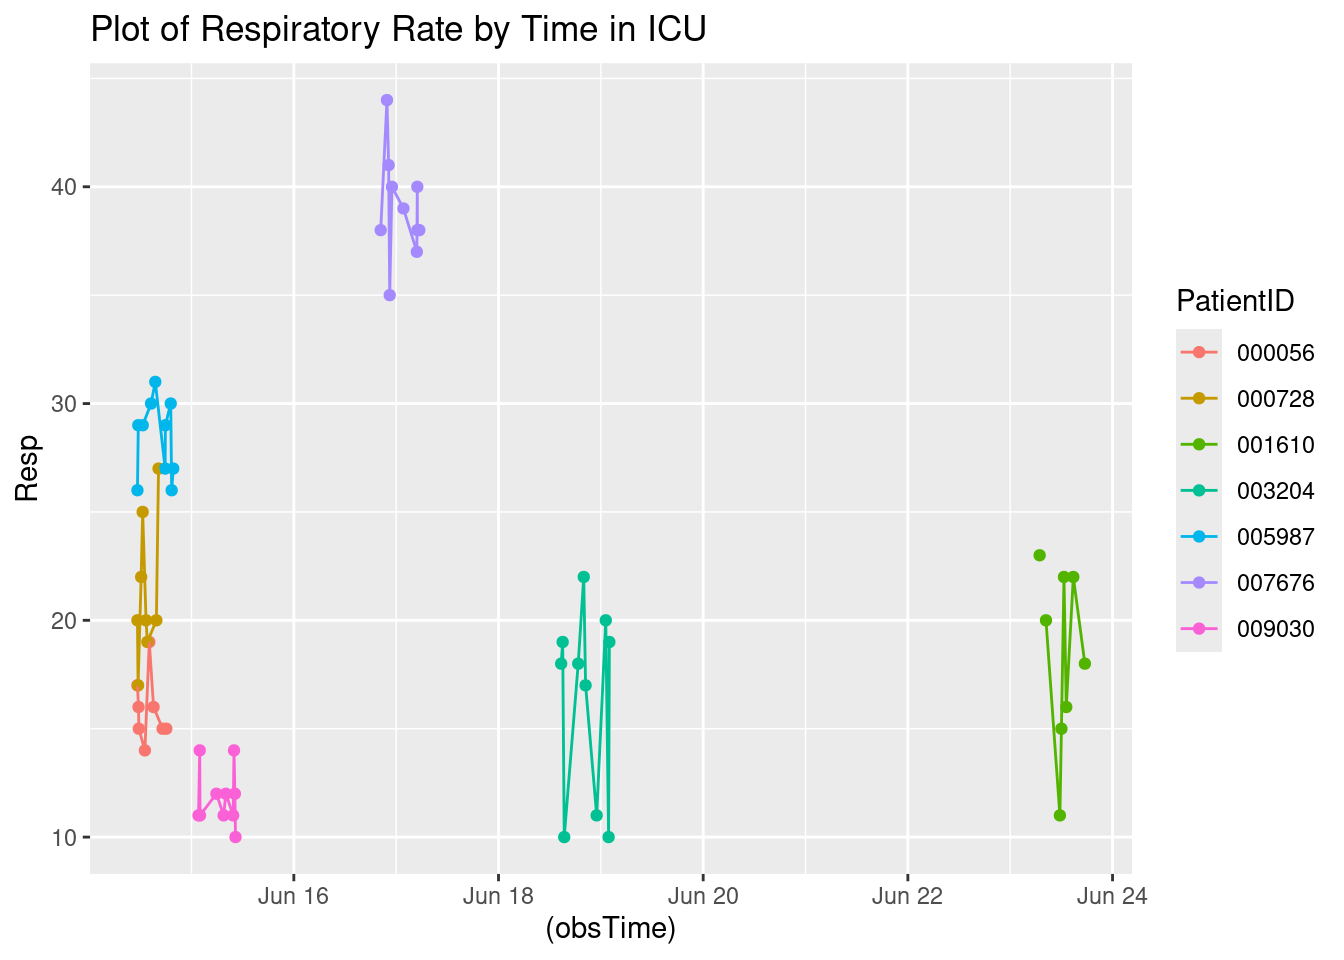 Plot of Respiratory Rate by Time in ICU
40
30
20
10
Resp
Jun 16 Jun 18 Jun 20 Jun 22 Jun 24
(obsTime)
PatientID
000056
000728
001610
003204
005987
007676
009030